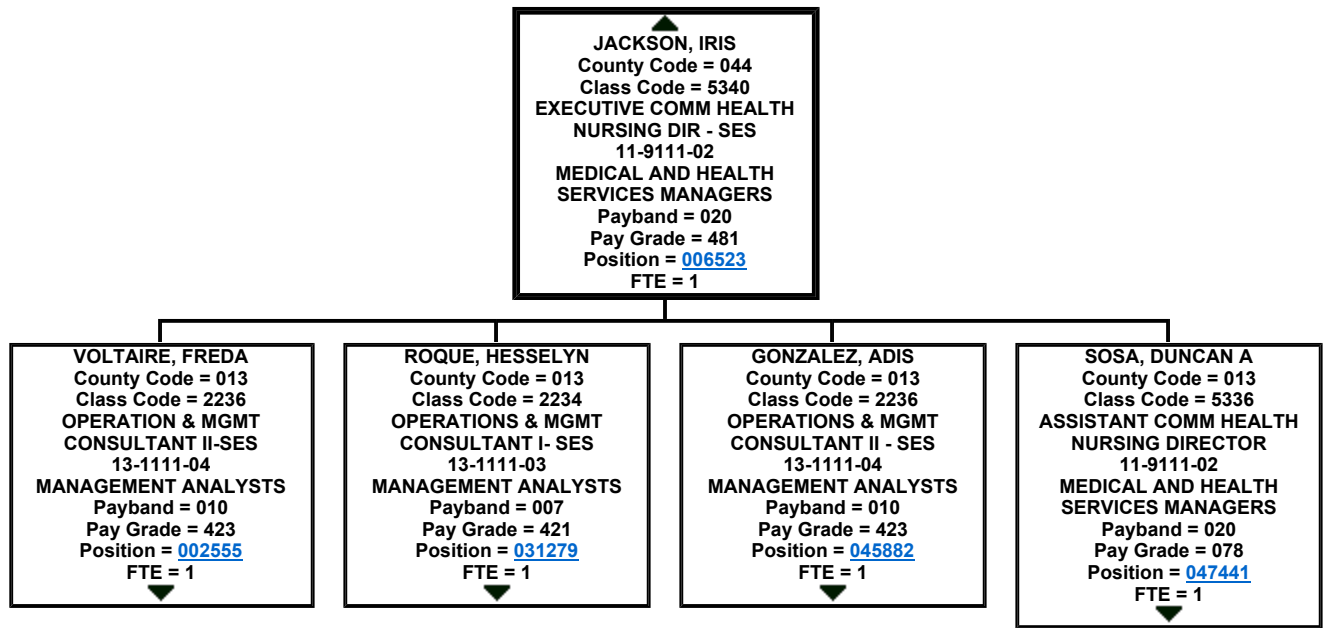 JACKSON, IRIS
County Code = 044
Class Code = 5340
EXECUTIVE COMM HEALTH
NURSING DIR - SES
11-9111-02
MEDICAL AND HEALTH
SERVICES MANAGERS
Payband = 020
Pay Grade = 481
Position = 006523
FTE = 1
VOLTAIRE, FREDA
County Code = 013
Class Code = 2236
OPERATION & MGMT
CONSULTANT II-SES
13-1111-04
MANAGEMENT ANALYSTS
Payband = 010
Pay Grade = 423
Position = 002555
FTE = 1
ROQUE, HESSELYN
County Code = 013
Class Code = 2234
OPERATIONS & MGMT
CONSULTANT I- SES
13-1111-03
MANAGEMENT ANALYSTS
Payband = 007
Pay Grade = 421
Position = 031279
FTE = 1
GONZALEZ, ADIS
County Code = 013
Class Code = 2236
OPERATIONS & MGMT
CONSULTANT II - SES
13-1111-04
MANAGEMENT ANALYSTS
Payband = 010
Pay Grade = 423
Position = 045882
FTE = 1
SOSA, DUNCAN A
County Code = 013
Class Code = 5336
ASSISTANT COMM HEALTH
NURSING DIRECTOR
11-9111-02
MEDICAL AND HEALTH
SERVICES MANAGERS
Payband = 020
Pay Grade = 078
Position = 047441
FTE = 1